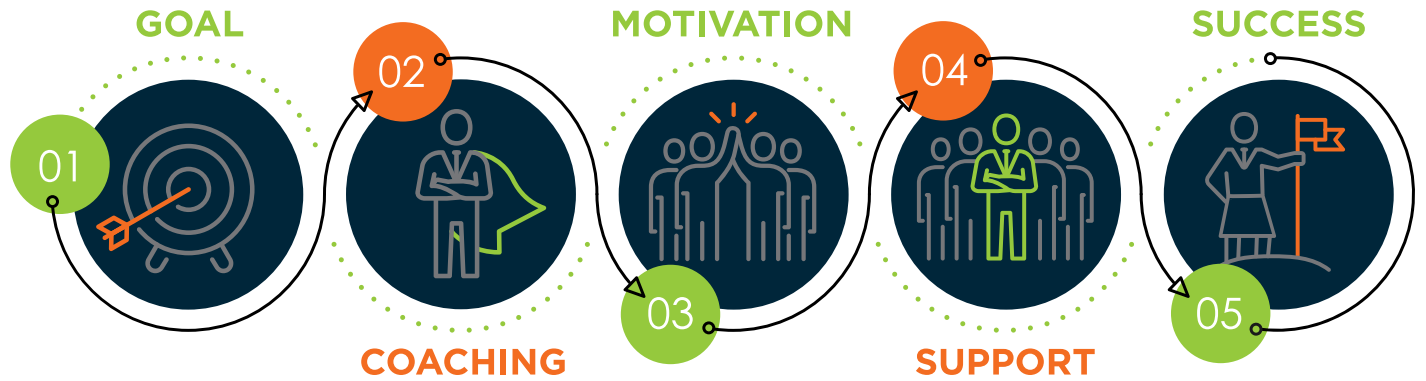 GOAL
01
02
COACHING
MOTIVATION
03
04
SUPPORT
SUCCESS
05